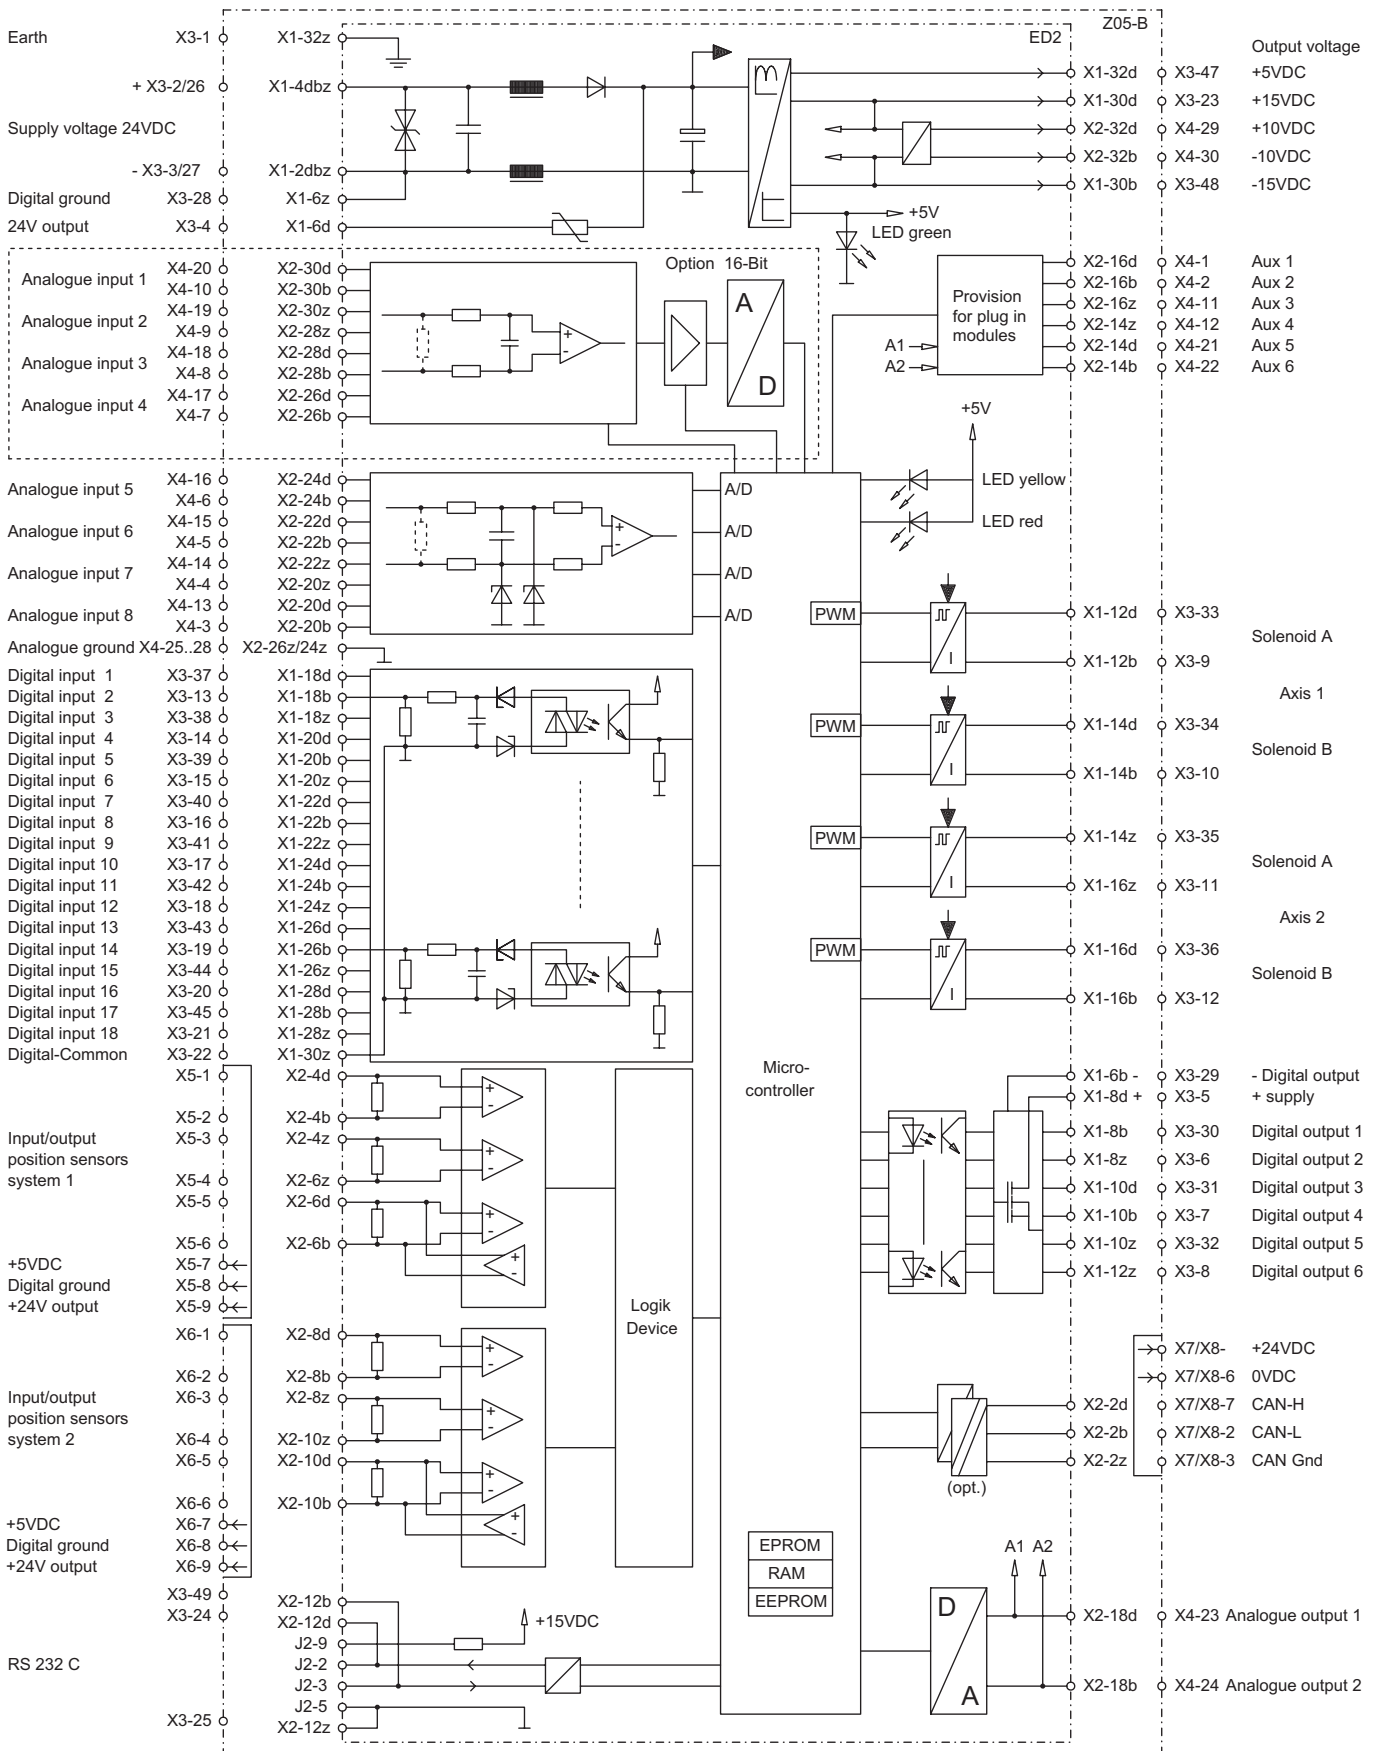 Z05-B
ED2
Earth X3-1 X1-32z
Output voltage
+ X3-2/26 X1-4dbz
X1-32d X3-47 +5VDC
X1-30d X3-23 +15VDC
Supply voltage 24VDC
X2-32d X4-29 +10VDC
X2-32b X4-30 -10VDC
- X3-3/27 X1-2dbz
X1-30b X3-48 -15VDC
Digital ground X3-28 X1-6z
+5V
24V output X3-4 X1-6d
LED green
Option 16-Bit
Analogue input 1
X4-20 X2-30d
X4-10 X2-30b
Analogue input 2
X4-19 X2-30z
X4-9 X2-28z
Analogue input 3
X4-18 X2-28d
X4-8 X2-28b
Analogue input 4
X4-17 X2-26d
X4-7 X2-26b
+
-
A
D
Provision
for plug in
modules
A1
A2
X2-16d X4-1 Aux 1
X2-16b X4-2 Aux 2
X2-16z X4-11 Aux 3
X2-14z X4-12 Aux 4
X2-14d X4-21 Aux 5
X2-14b X4-22 Aux 6
+5V
LED yellow
LED red
Analogue input 5
X4-16 X2-24d
X4-6 X2-24b
Analogue input 6
X4-15 X2-22d
X4-5 X2-22b
Analogue input 7
X4-14 X2-22z
X4-4 X2-20z
Analogue input 8
X4-13 X2-20d
X4-3 X2-20b
+
-
A/D
A/D
A/D
A/D
Analogue ground X4-25..28 X2-26z/24z
Digital input 1 X3-37 X1-18d
Digital input 2 X3-13 X1-18b
Digital input 3 X3-38 X1-18z
Digital input 4 X3-14 X1-20d
Digital input 5 X3-39 X1-20b
Digital input 6 X3-15 X1-20z
Digital input 7 X3-40 X1-22d
Digital input 8 X3-16 X1-22b
Digital input 9 X3-41 X1-22z
Digital input 10 X3-17 X1-24d
Digital input 11 X3-42 X1-24b
Digital input 12 X3-18 X1-24z
Digital input 13 X3-43 X1-26d
Digital input 14 X3-19 X1-26b
Digital input 15 X3-44 X1-26z
Digital input 16 X3-20 X1-28d
Digital input 17 X3-45 X1-28b
Digital input 18 X3-21 X1-28z
Digital-Common X3-22 X1-30z
PWM
I
X1-12d X3-33
Solenoid A
X1-12b X3-9
Axis 1
PWM
I
X1-14d X3-34
Solenoid B
X1-14b X3-10
PWM
I
X1-14z X3-35
Solenoid A
X1-16z X3-11
Axis 2
PWM
I
X1-16d X3-36
Solenoid B
X1-16b X3-12
Micro-
controller
X5-1 X2-4d
X5-2 X2-4b
X5-3 X2-4z
Input/output
position sensors
system 1
X5-4 X2-6z
X5-5 X2-6d
X5-6 X2-6b
+5VDC X5-7
Digital ground X5-8
+24V output X5-9
+
-
+
-
+
-
+
-
Logik
Device
X1-6b - X3-29 - Digital output
X1-8d + X3-5 + supply
X1-8b X3-30 Digital output 1
X1-8z X3-6 Digital output 2
X1-10d X3-31 Digital output 3
X1-10b X3-7 Digital output 4
X1-10z X3-32 Digital output 5
X1-12z X3-8 Digital output 6
X6-1 X2-8d
X6-2 X2-8b
X6-3 X2-8z
Input/output
position sensors
system 2
X6-4 X2-10z
X6-5 X2-10d
X6-6 X2-10b
+5VDC X6-7
Digital ground X6-8
+24V output X6-9
+
-
+
-
+
-
+
-
X7/X8- +24VDC
X7/X8-6 0VDC
X2-2d X7/X8-7 CAN-H
X2-2b X7/X8-2 CAN-L
X2-2z X7/X8-3 CAN Gnd
(opt.)
EPROM
RAM
EEPROM
X3-49 X2-12b
X3-24 X2-12d
+15VDC
J2-9
RS 232 C J2-2
J2-3
J2-5
X3-25 X2-12z
D
A
A1 A2
X2-18d X4-23 Analogue output 1
X2-18b X4-24 Analogue output 2